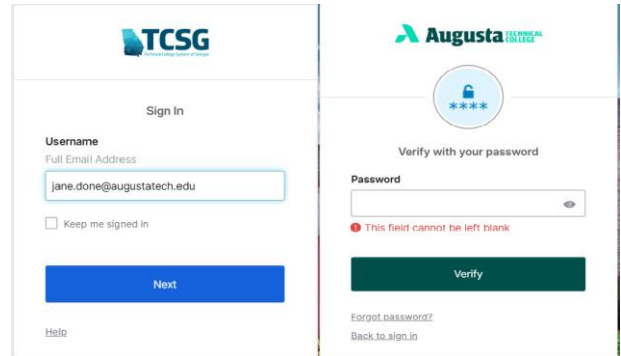 TCSG
Technical College System of Georgia
Sign In
Username
Full Email Address
jane.done@augustatech.edu
Keep me signed in
Next
Help
Augusta TECHNICAL COLLEGE
****
Verify with your password
Password
This field cannot be left blank
Verify
Forgot password?
Back to sign in